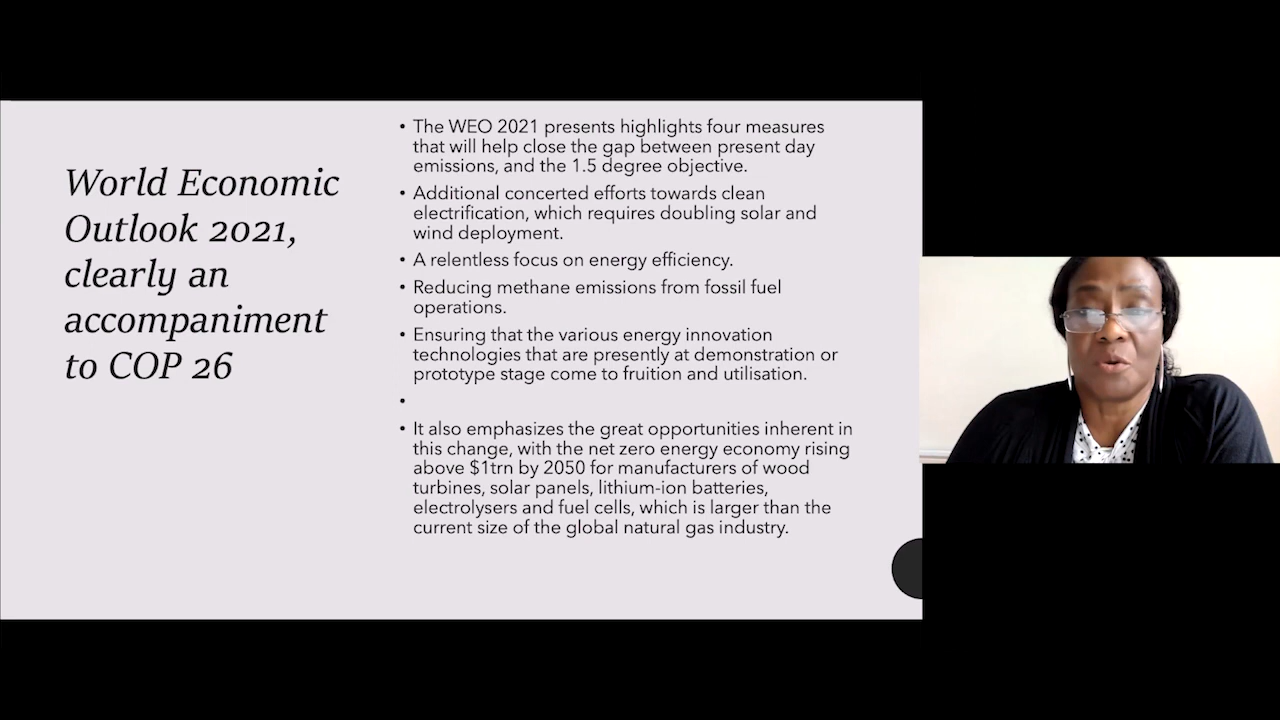 World Economic
Outlook 2021,
clearly an
accompaniment
to COP 26
• The WEO 2021 presents highlights four measures
that will help close the gap between present day
emissions, and the 1.5 degree objective.
• Additional concerted efforts towards clean
electrification, which requires doubling solar and
wind deployment.
• A relentless focus on energy efficiency.
• Reducing methane emissions from fossil fuel
operations.
• Ensuring that the various energy innovation
technologies that are presently at demonstration or
prototype stage come to fruition and utilisation.
•
• It also emphasizes the great opportunities inherent in
this change, with the net zero energy economy rising
above $1trn by 2050 for manufacturers of wood
turbines, solar panels, lithium-ion batteries,
electrolysers and fuel cells, which is larger than the
current size of the global natural gas industry.